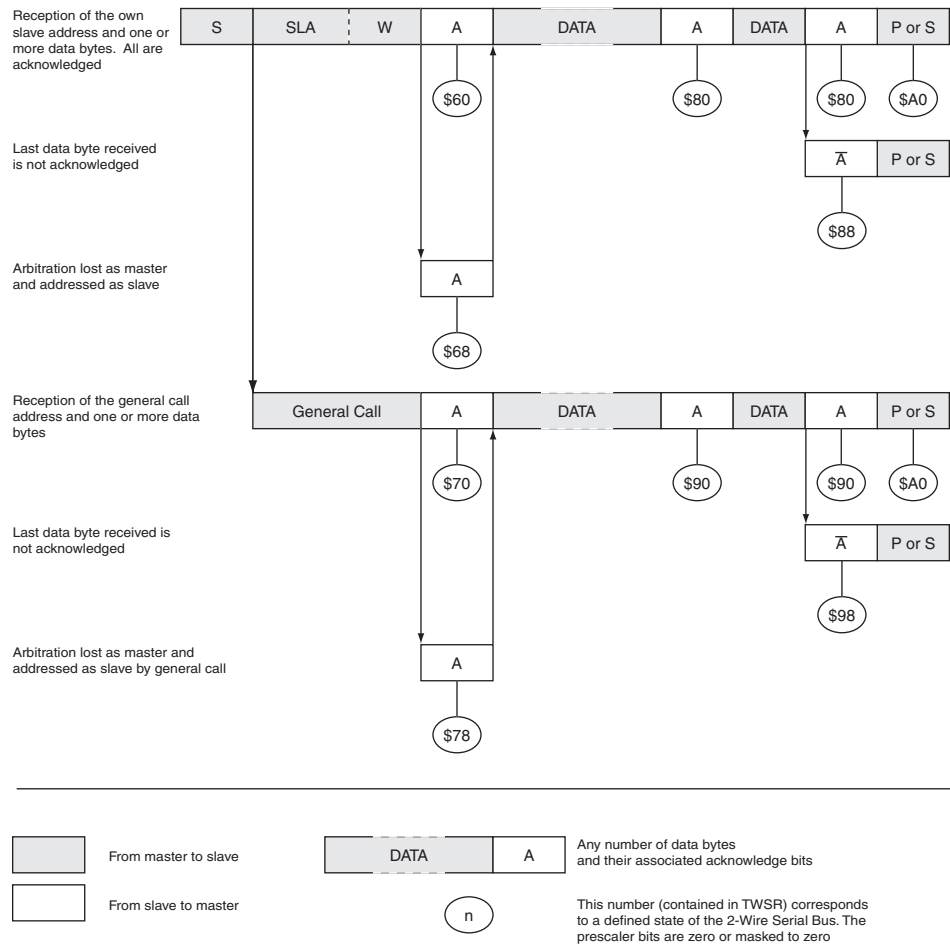 Reception of the own
slave address and one or
more data bytes. All are
acknowledged
S SLA W A DATA A DATA A P or S
$60 $80 $80 $A0
Last data byte received
is not acknowledged
A̅ P or S
$88
Arbitration lost as master
and addressed as slave
A
$68
Reception of the general call
address and one or more data
bytes
General Call A DATA A DATA A P or S
$70 $90 $90 $A0
Last data byte received is
not acknowledged
A̅ P or S
$98
Arbitration lost as master and
addressed as slave by general call
A
$78
From master to slave
DATA A
Any number of data bytes
and their associated acknowledge bits
From slave to master
n
This number (contained in TWSR) corresponds
to a defined state of the 2-Wire Serial Bus. The
prescaler bits are zero or masked to zero